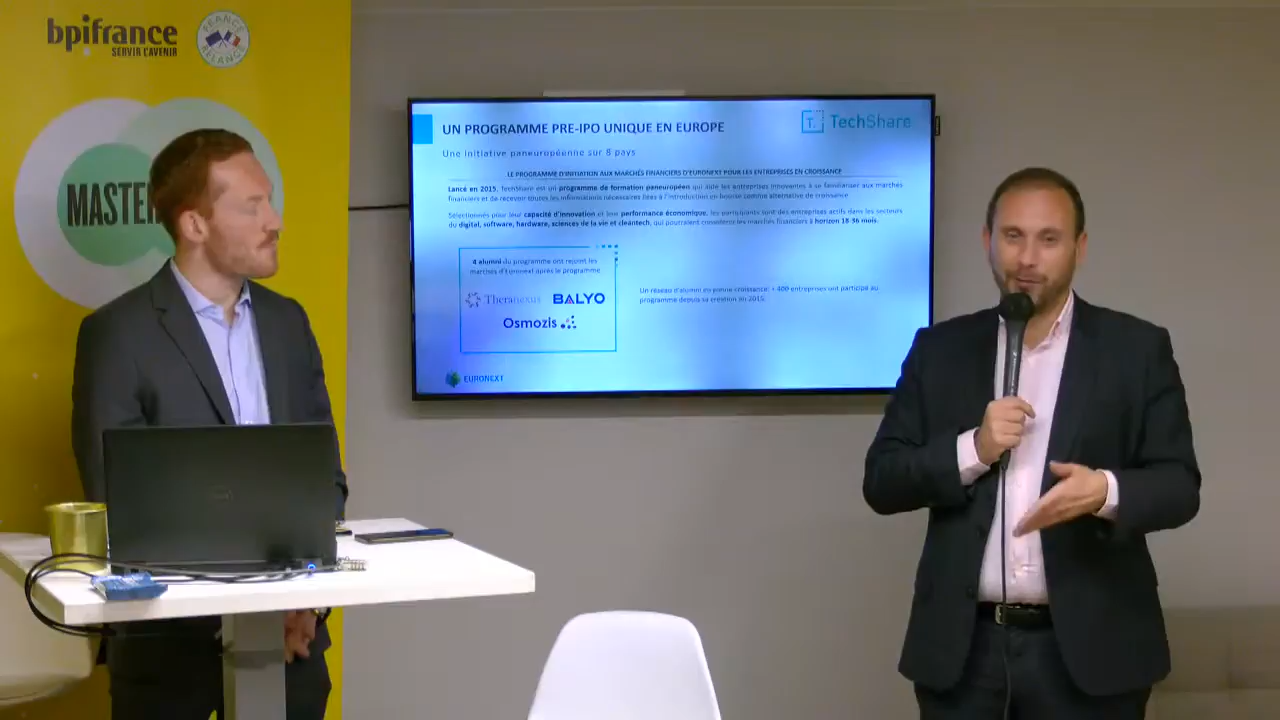 bpifrance
SERVIR L'AVENIR
FRANCE
RELANCE
MASTER
UN PROGRAMME PRE-IPO UNIQUE EN EUROPE
T. TechShare
Une initiative paneuropéenne sur 8 pays
LE PROGRAMME D'INITIATION AUX MARCHÉS FINANCIERS D'EURONEXT POUR LES ENTREPRISES EN CROISSANCE
Lancé en 2015, TechShare est un programme de formation paneuropéen qui aide les entreprises innovantes à se familiariser aux marchés
financiers et de recevoir toutes les informations nécessaires liées à l'introduction en bourse comme alternative de croissance
Sélectionnés pour leur capacité d'innovation et leur performance économique, les participants sont des entreprises actifs dans les secteurs
du digital, software, hardware, sciences de la vie et cleantech, qui pourraient considérer les marchés financiers à horizon 18-36 mois.
4 alumni du programme ont rejoint les
marchés d'Euronext après le programme
Theranexus BALYO
Osmozis
Un réseau d'alumni en pleine croissance: + 400 entreprises ont participé au
programme depuis sa création en 2015
EURONEXT